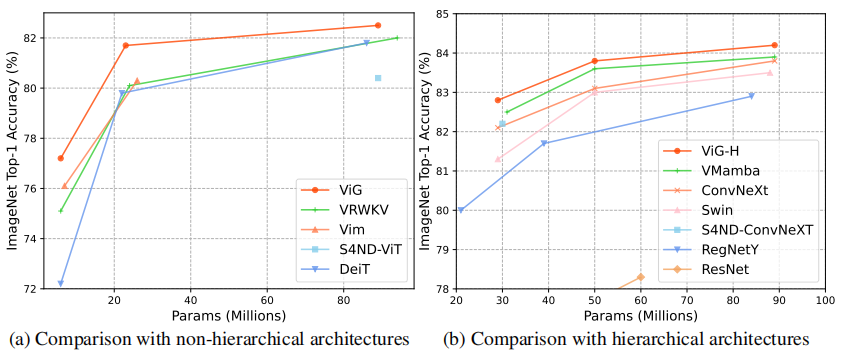 ImageNet Top-1 Accuracy (%)
82
80
78
76
74
72
20
40
60
80
Params (Millions)
ViG
VRWKV
Vim
S4ND-ViT
DeiT
(a) Comparison with non-hierarchical architectures
ImageNet Top-1 Accuracy (%)
85
84
83
82
81
80
79
78
20
30
40
50
60
70
80
90
100
Params (Millions)
ViG-H
VMamba
ConvNeXt
Swin
S4ND-ConvNeXT
RegNetY
ResNet
(b) Comparison with hierarchical architectures